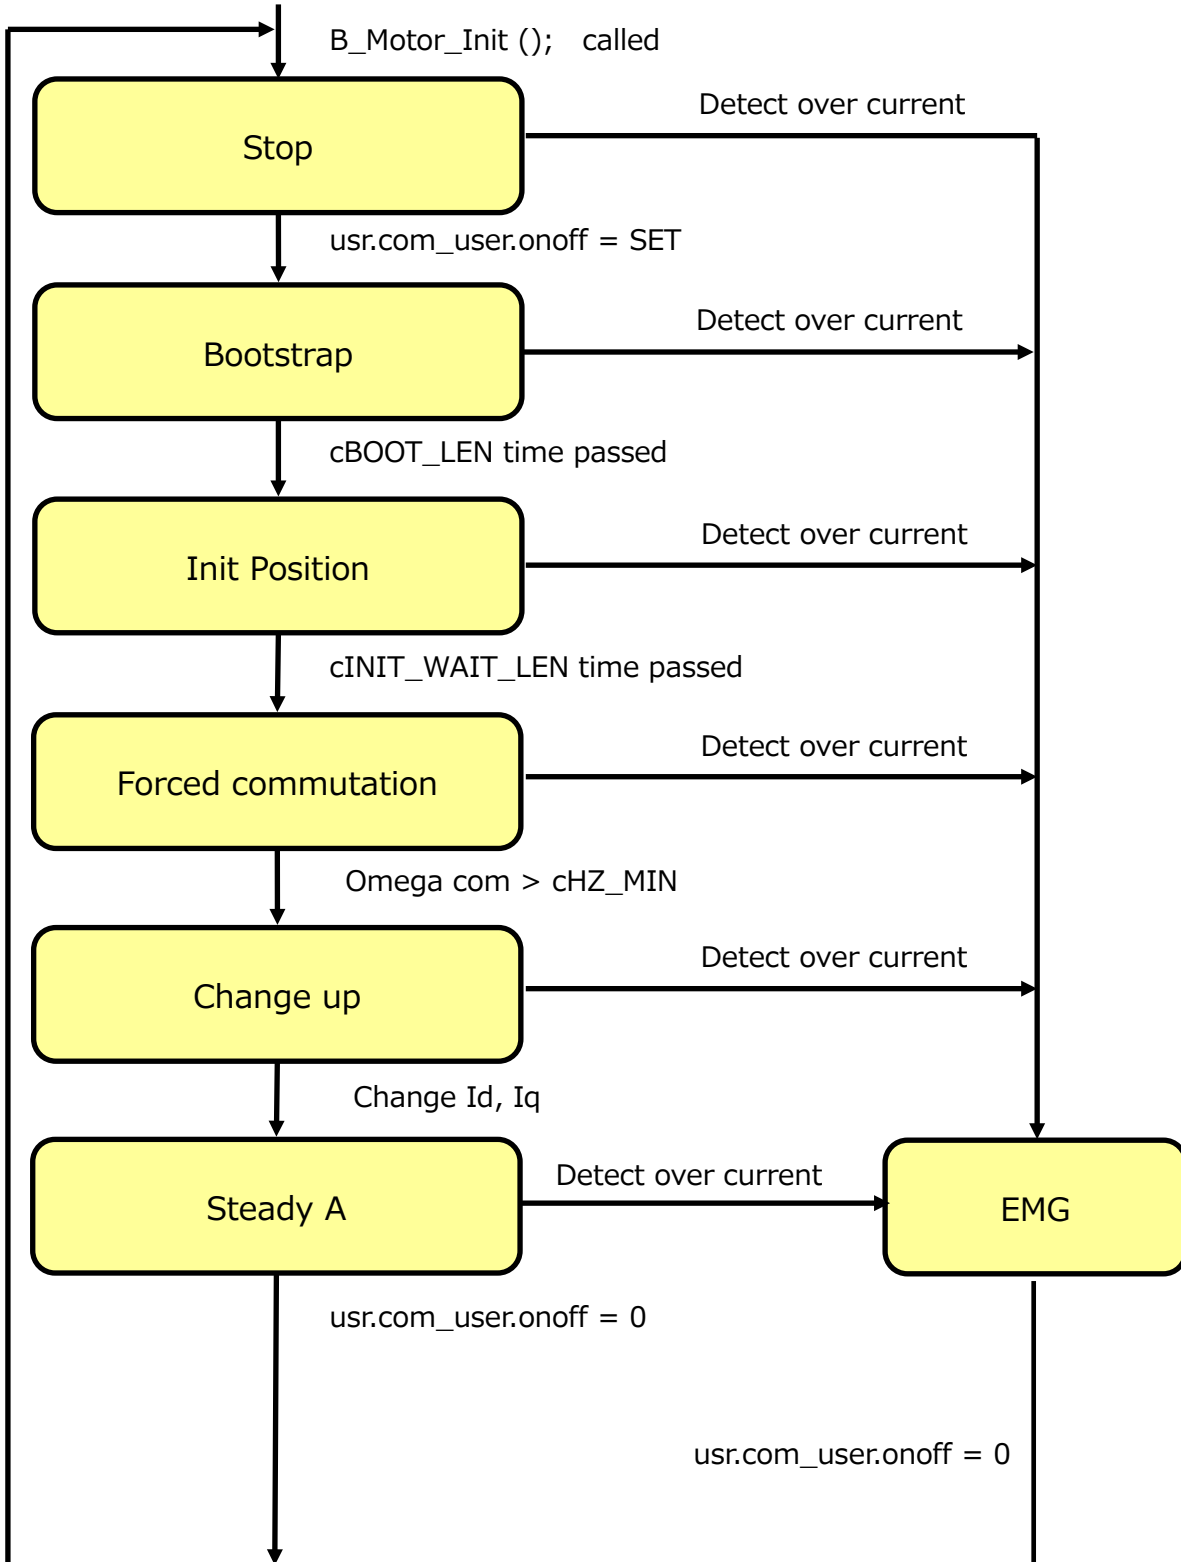 B_Motor_Init ();   called
Detect over current
Stop
usr.com_user.onoff = SET
Detect over current
Bootstrap
cBOOT_LEN time passed
Detect over current
Init Position
cINIT_WAIT_LEN time passed
Detect over current
Forced commutation
Omega com > cHZ_MIN
Detect over current
Change up
Change Id, Iq
Detect over current
Steady A
EMG
usr.com_user.onoff = 0
usr.com_user.onoff = 0